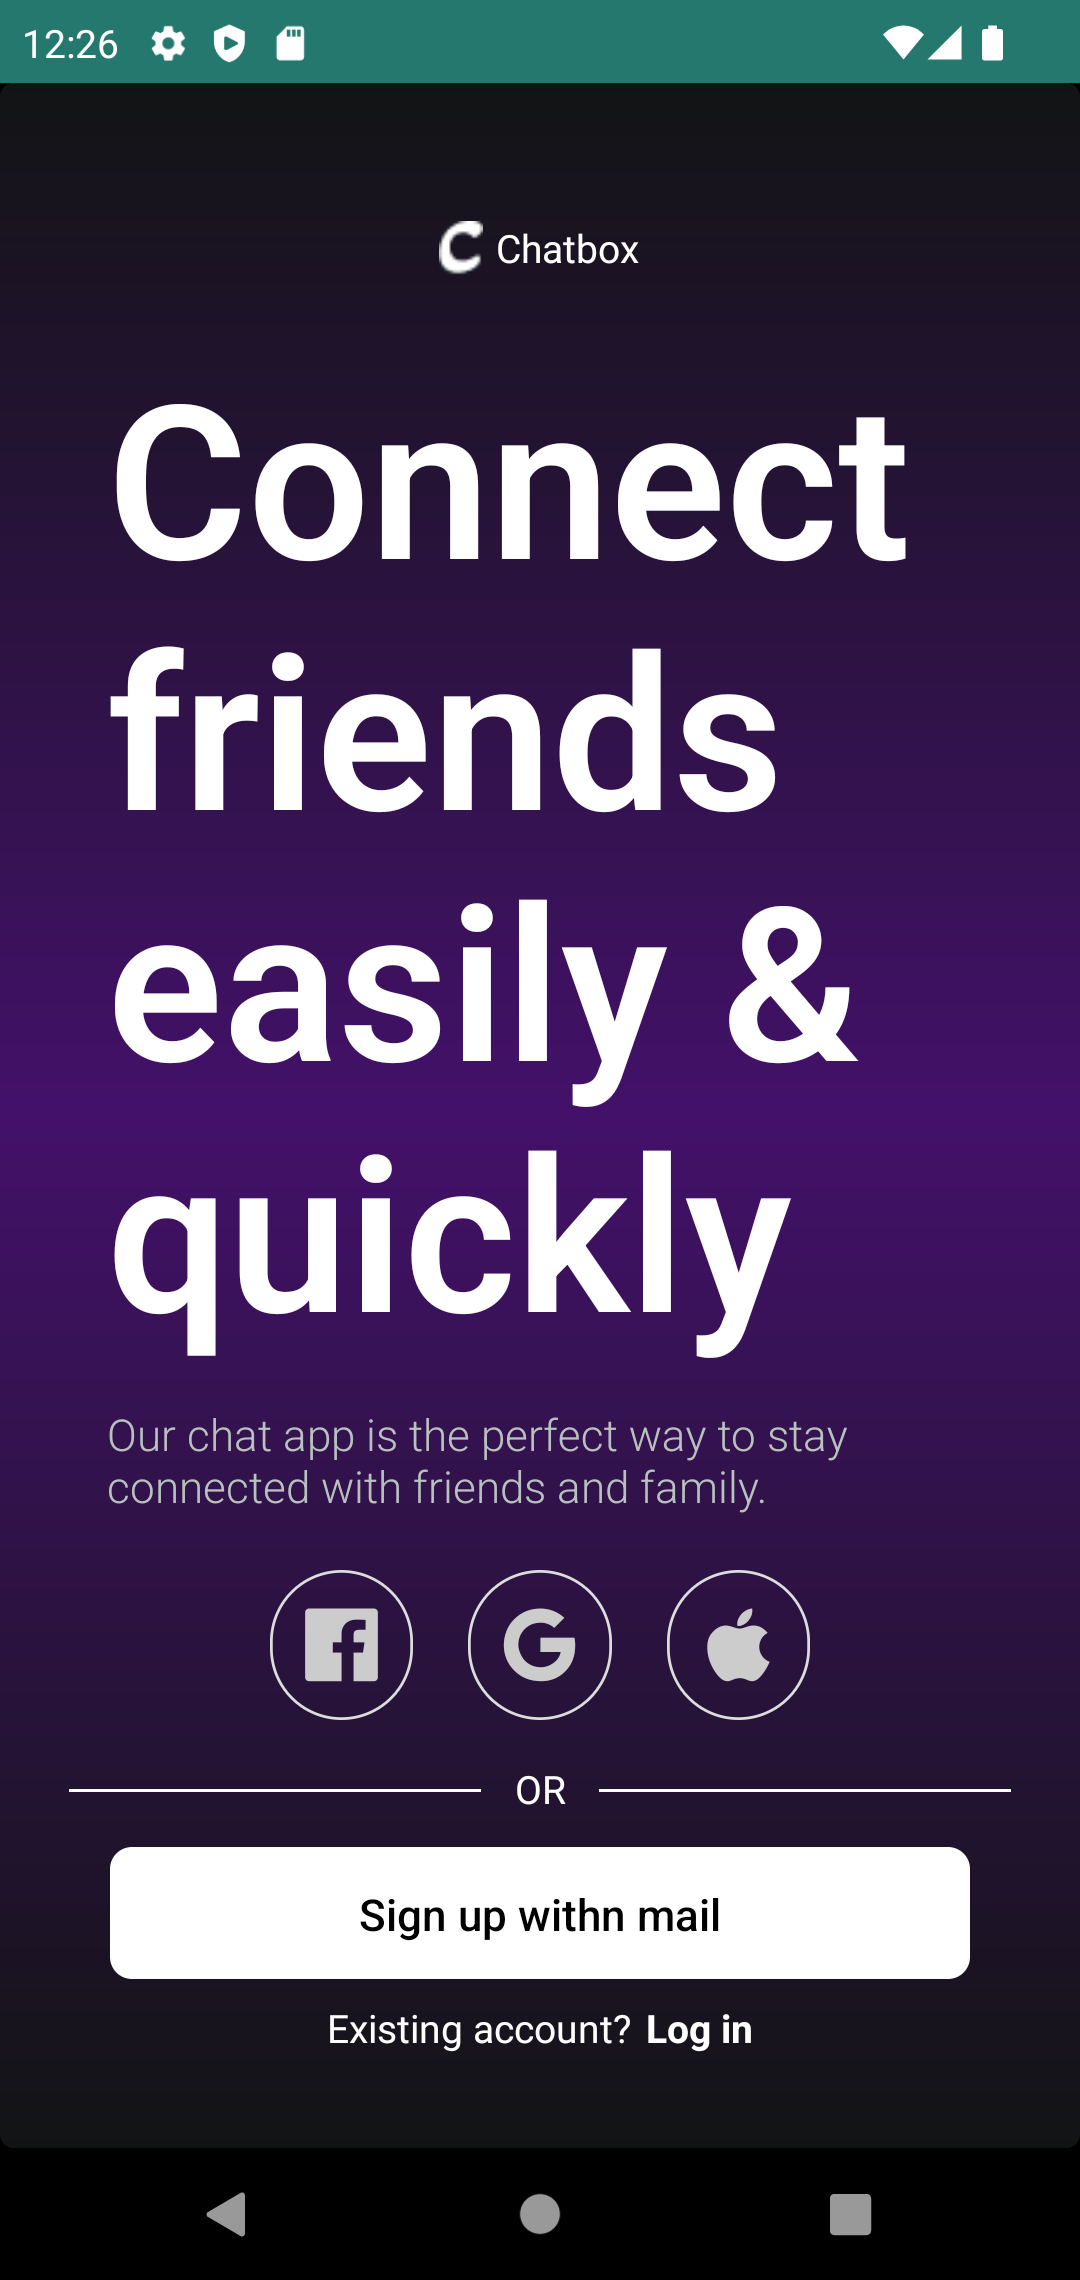 12:26
Chatbox
Connect
friends
easily &
quickly
Our chat app is the perfect way to stay
connected with friends and family.
OR
Sign up withn mail
Existing account? Log in